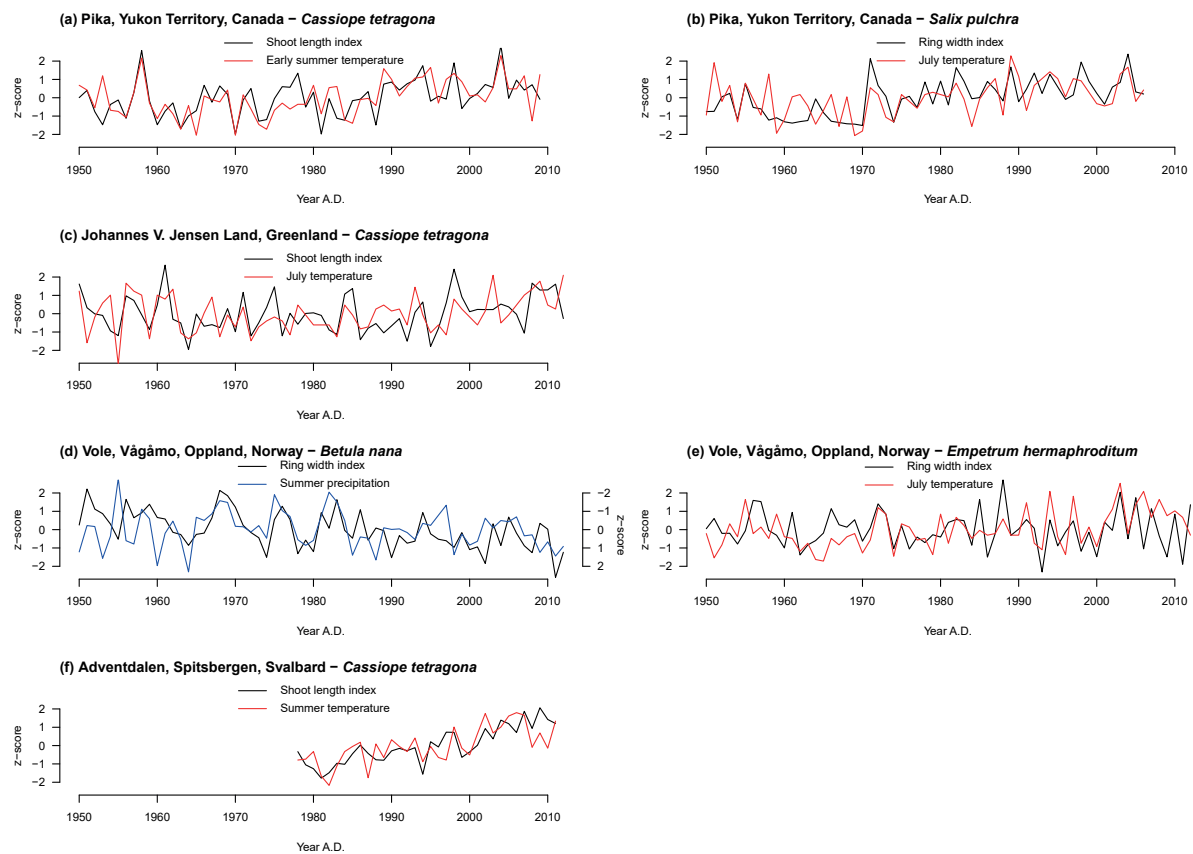 (a) Pika, Yukon Territory, Canada − Cassiope tetragona
Shoot length index
Early summer temperature
z−score
2
1
0
−1
−2
1950 1960 1970 1980 1990 2000 2010
Year A.D.
(b) Pika, Yukon Territory, Canada − Salix pulchra
Ring width index
July temperature
z−score
2
1
0
−1
−2
1950 1960 1970 1980 1990 2000 2010
Year A.D.
(c) Johannes V. Jensen Land, Greenland − Cassiope tetragona
Shoot length index
July temperature
z−score
2
1
0
−1
−2
1950 1960 1970 1980 1990 2000 2010
Year A.D.
(d) Vole, Vågåmo, Oppland, Norway − Betula nana
Ring width index
Summer precipitation
z−score
2
1
0
−1
−2
−2
−1
0
1
2
z−score
1950 1960 1970 1980 1990 2000 2010
Year A.D.
(e) Vole, Vågåmo, Oppland, Norway − Empetrum hermaphroditum
Ring width index
July temperature
z−score
2
1
0
−1
−2
1950 1960 1970 1980 1990 2000 2010
Year A.D.
(f) Adventdalen, Spitsbergen, Svalbard − Cassiope tetragona
Shoot length index
Summer temperature
z−score
2
1
0
−1
−2
1950 1960 1970 1980 1990 2000 2010
Year A.D.